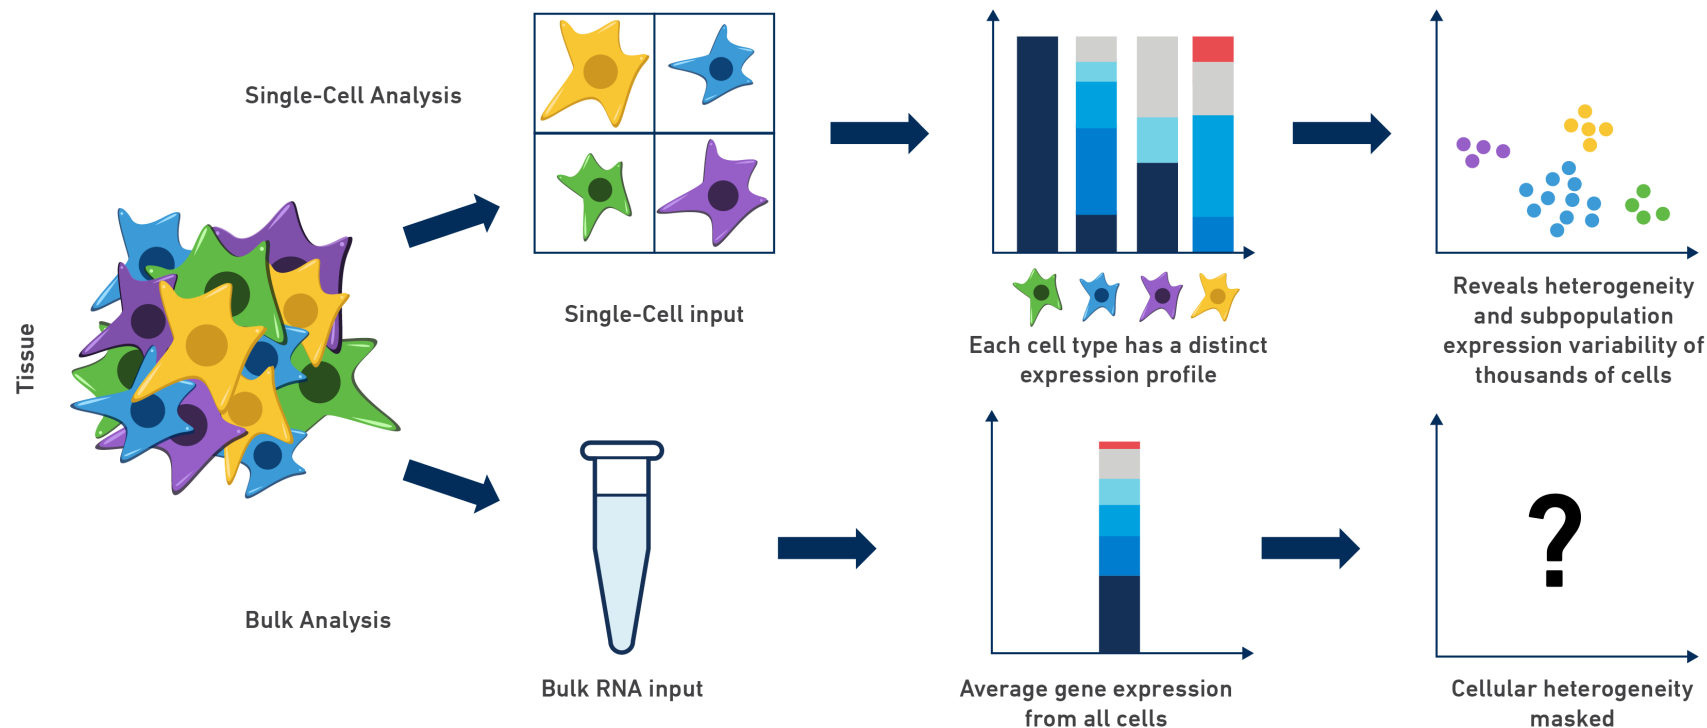 Tissue
Single-Cell Analysis
Single-Cell input
Each cell type has a distinct
expression profile
Reveals heterogeneity
and subpopulation
expression variability of
thousands of cells
Bulk Analysis
Bulk RNA input
Average gene expression
from all cells
?
Cellular heterogeneity
masked